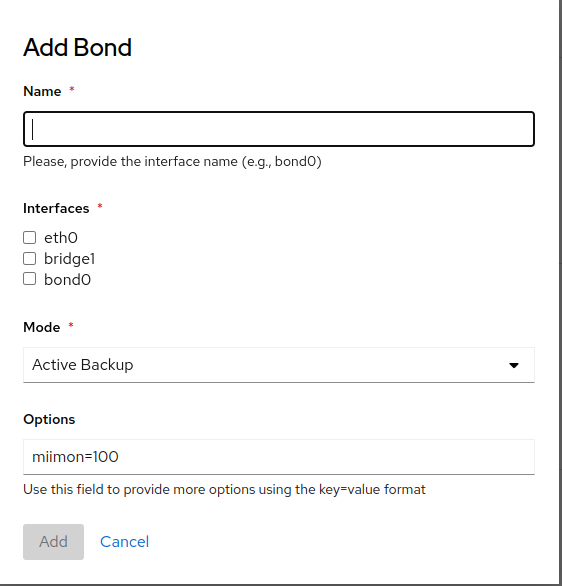 Add Bond
Name *
Please, provide the interface name (e.g., bond0)
Interfaces *
eth0
bridge1
bond0
Mode *
Active Backup
Options
miimon=100
Use this field to provide more options using the key=value format
Add Cancel